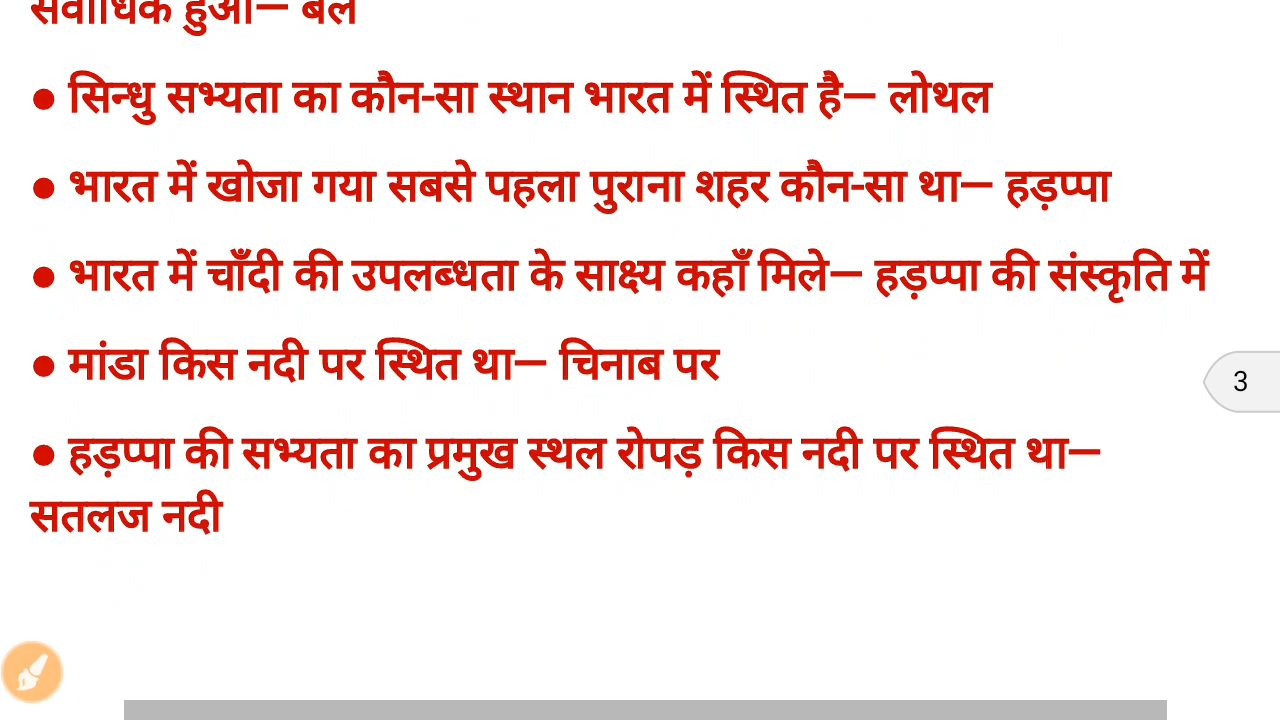 सर्वाधिक हुआ— बैल
● सिन्धु सभ्यता का कौन-सा स्थान भारत में स्थित है— लोथल
● भारत में खोजा गया सबसे पहला पुराना शहर कौन-सा था— हड़प्पा
● भारत में चाँदी की उपलब्धता के साक्ष्य कहाँ मिले— हड़प्पा की संस्कृति में
● मांडा किस नदी पर स्थित था— चिनाब पर
3
● हड़प्पा की सभ्यता का प्रमुख स्थल रोपड़ किस नदी पर स्थित था—
सतलज नदी